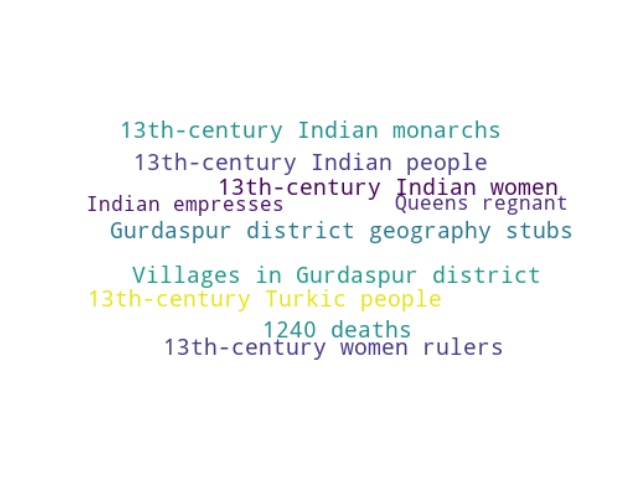 13th-century Indian monarchs
13th-century Indian people
13th-century Indian women
Indian empresses
Queens regnant
Gurdaspur district geography stubs
Villages in Gurdaspur district
13th-century Turkic people
1240 deaths
13th-century women rulers